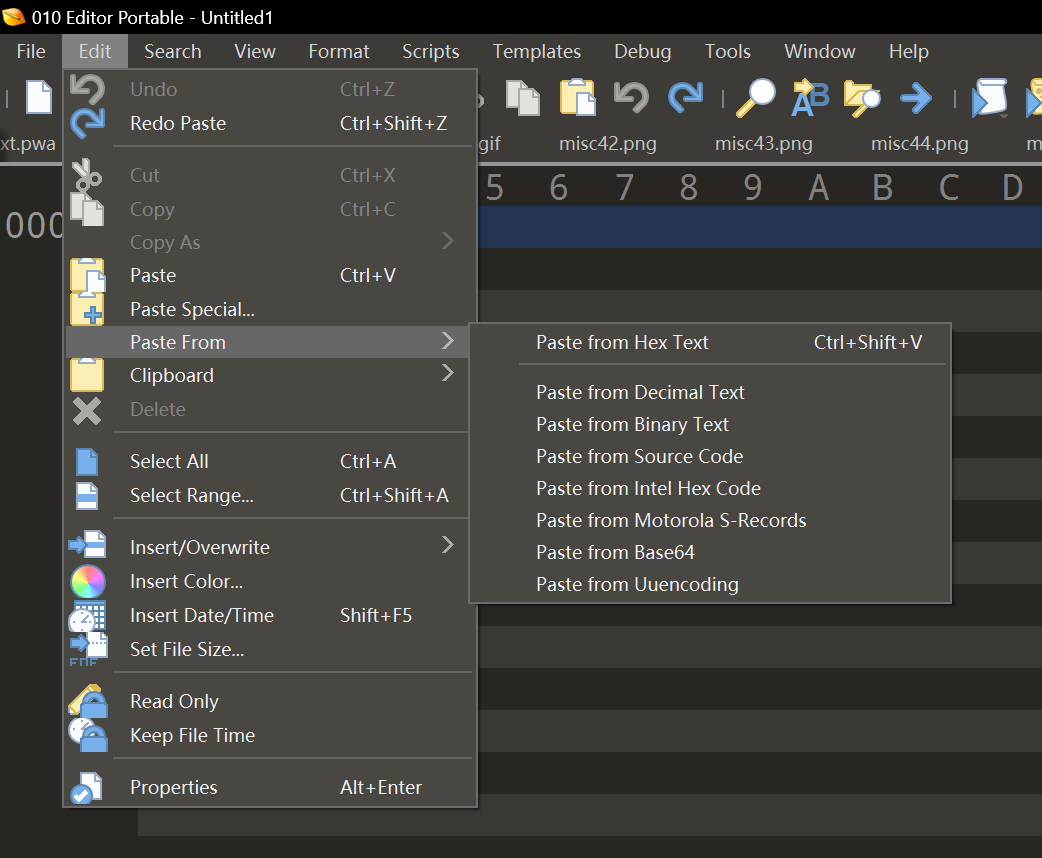 010 Editor Portable - Untitled1
File Edit Search View Format Scripts Templates Debug Tools Window Help
xt.pwa gif misc42.png misc43.png misc44.png m
5 6 7 8 9 A B C D
000
Undo Ctrl+Z
Redo Paste Ctrl+Shift+Z
Cut Ctrl+X
Copy Ctrl+C
Copy As
Paste Ctrl+V
Paste Special...
Paste From
Clipboard
Delete
Select All Ctrl+A
Select Range... Ctrl+Shift+A
Insert/Overwrite
Insert Color...
Insert Date/Time Shift+F5
Set File Size...
Read Only
Keep File Time
Properties Alt+Enter
Paste from Hex Text Ctrl+Shift+V
Paste from Decimal Text
Paste from Binary Text
Paste from Source Code
Paste from Intel Hex Code
Paste from Motorola S-Records
Paste from Base64
Paste from Uuencoding